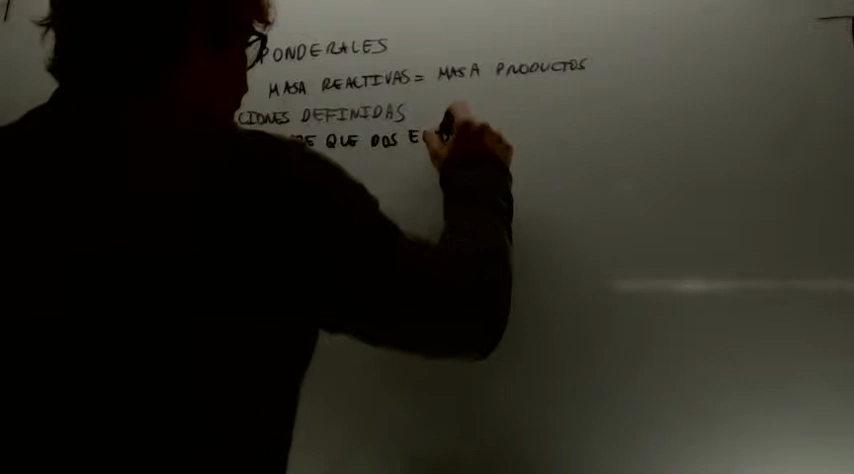 PONDERALES
MASA REACTIVAS = MASA PRODUCTOS
CIONES DEFINIDAS
QUE DOS